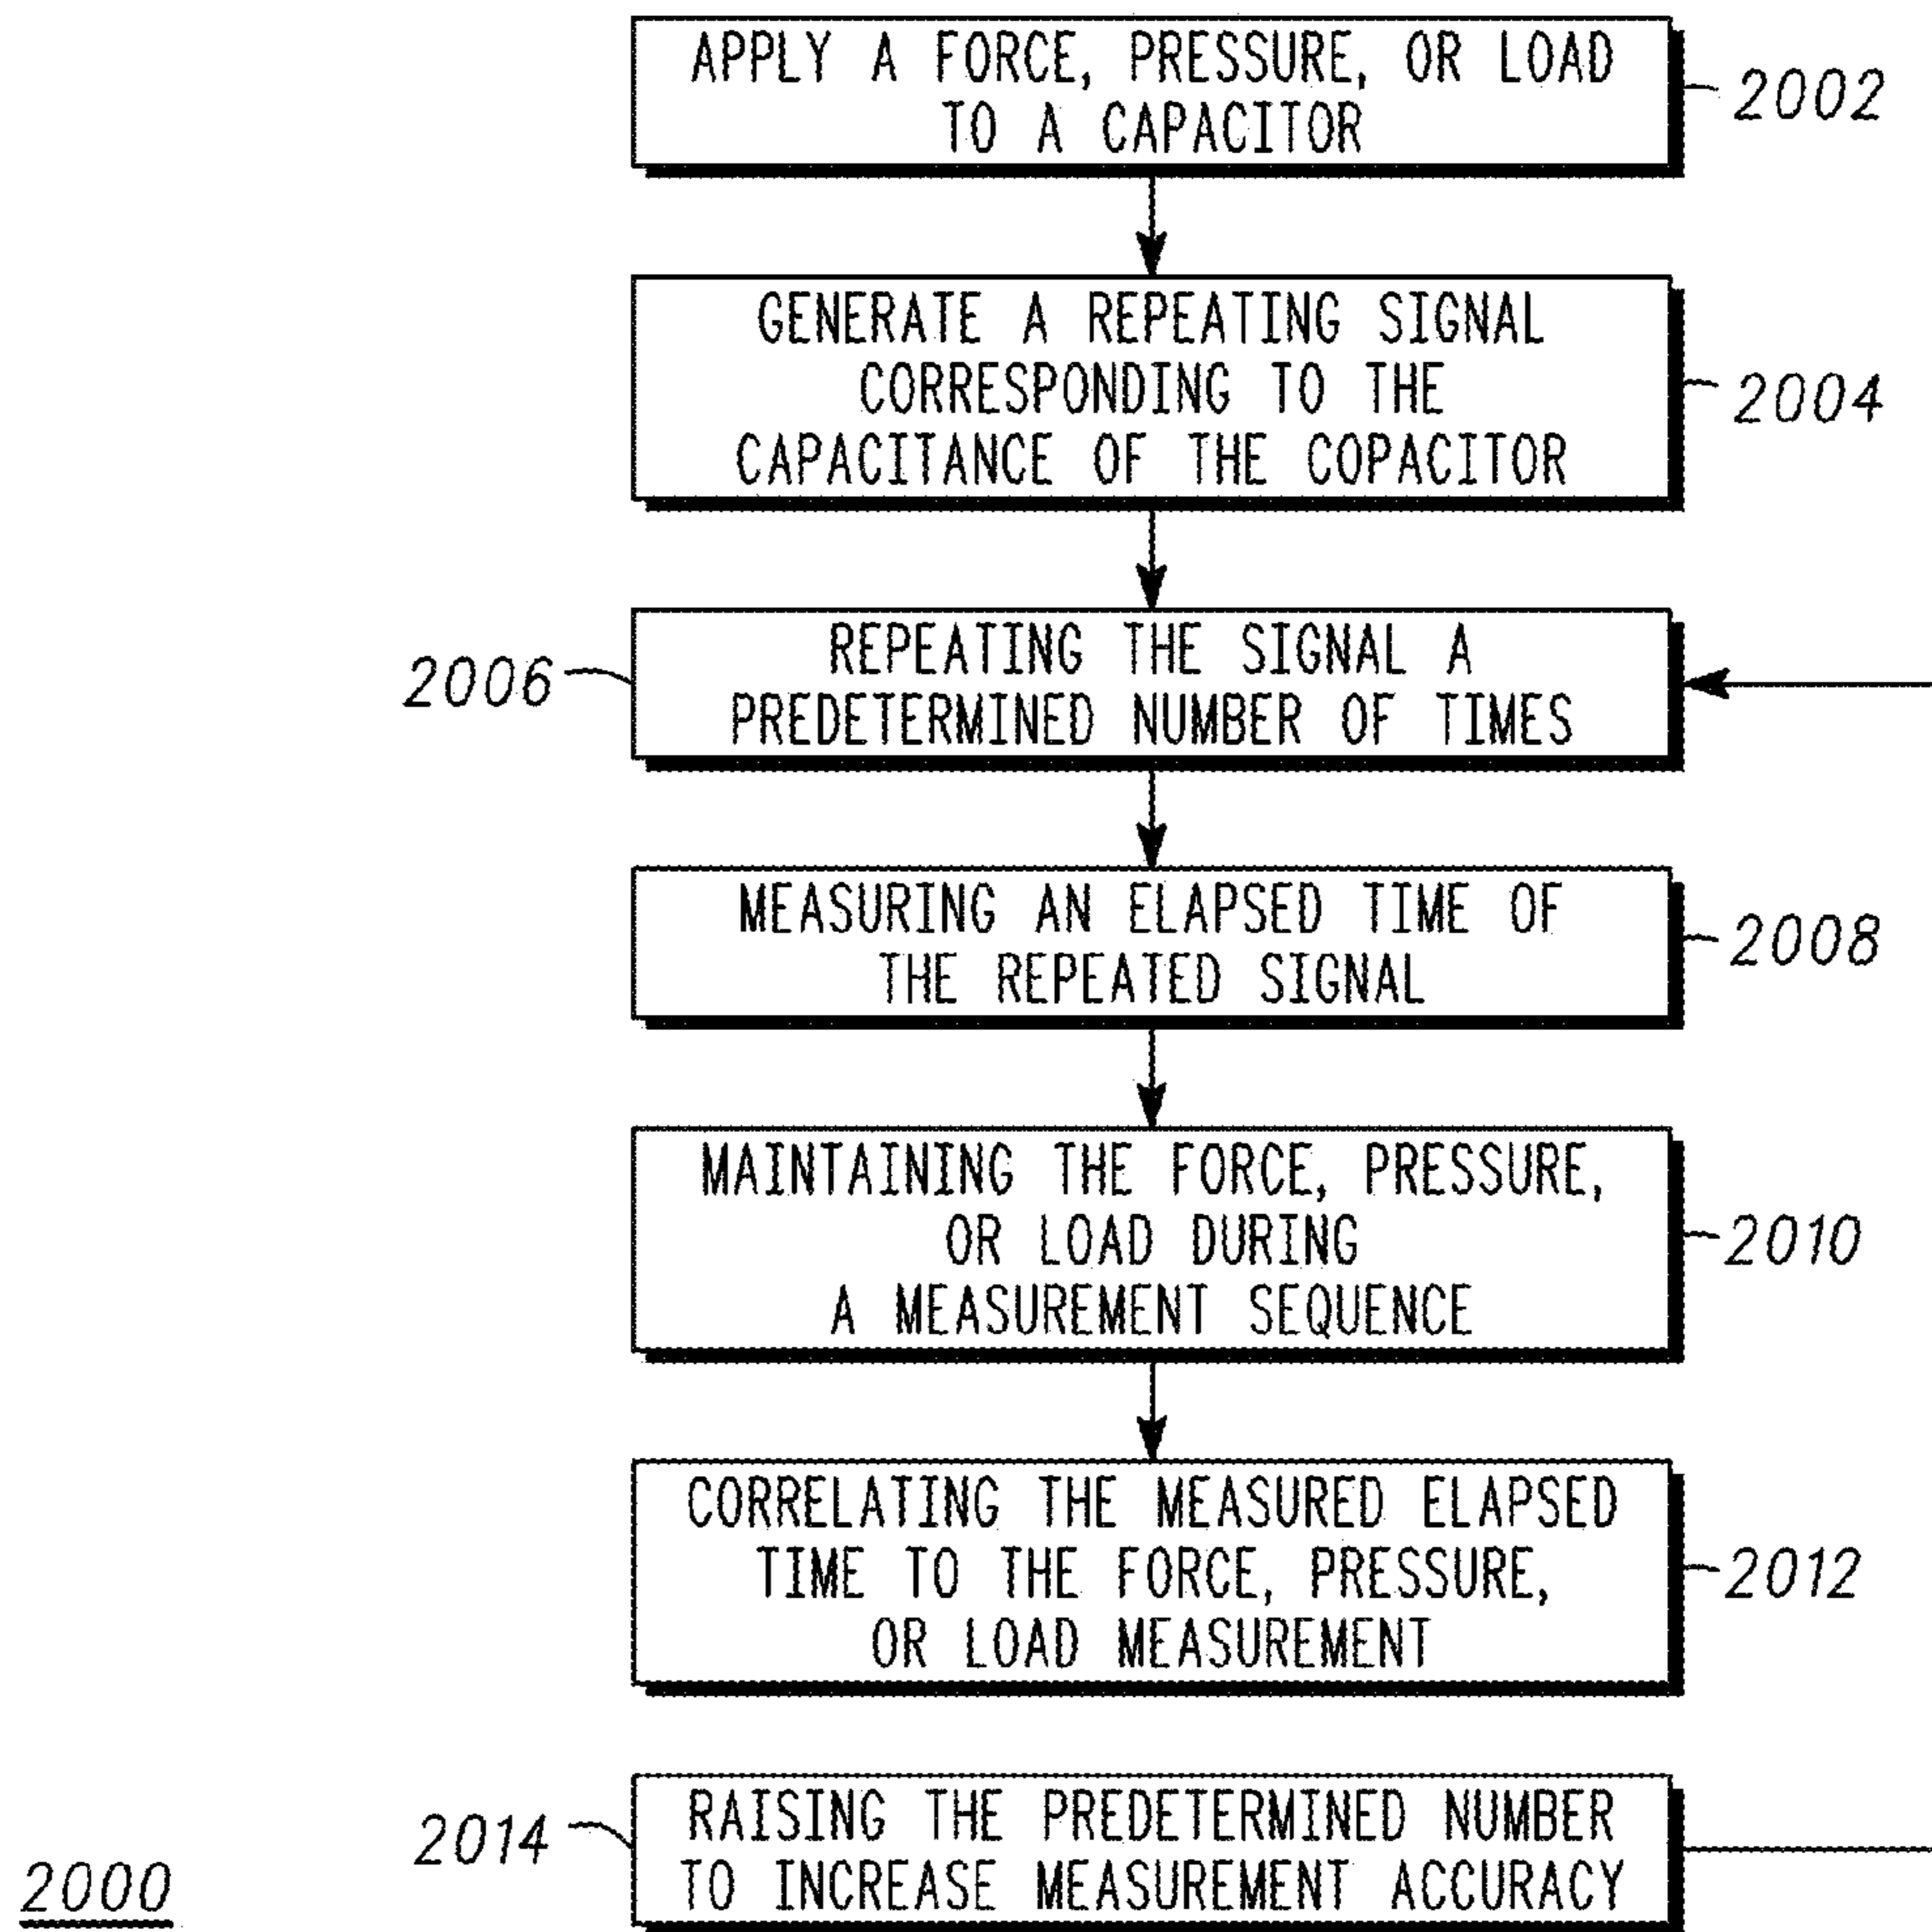 APPLY A FORCE, PRESSURE, OR LOAD
TO A CAPACITOR
2002
GENERATE A REPEATING SIGNAL
CORRESPONDING TO THE
CAPACITANCE OF THE COPACITOR
2004
REPEATING THE SIGNAL A
PREDETERMINED NUMBER OF TIMES
2006
MEASURING AN ELAPSED TIME OF
THE REPEATED SIGNAL
2008
MAINTAINING THE FORCE, PRESSURE,
OR LOAD DURING
A MEASUREMENT SEQUENCE
2010
CORRELATING THE MEASURED ELAPSED
TIME TO THE FORCE, PRESSURE,
OR LOAD MEASUREMENT
2012
RAISING THE PREDETERMINED NUMBER
TO INCREASE MEASUREMENT ACCURACY
2014
2000